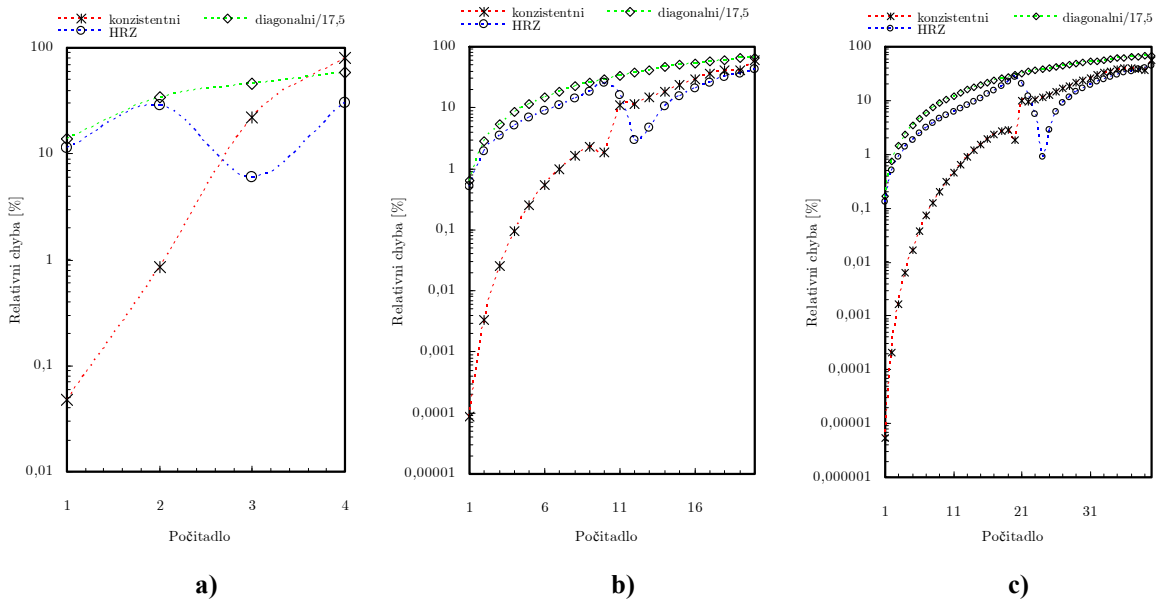 konzistentni
diagonalni/17,5
HRZ
100
10
1
0,1
0,01
Relativni chyba [%]
1
2
3
4
Počitadlo
a)
konzistentni
diagonalni/17,5
HRZ
100
10
1
0,1
0,01
0,001
0,0001
0,00001
Relativni chyba [%]
1
6
11
16
Počitadlo
b)
konzistentni
diagonalni/17,5
HRZ
100
10
1
0,1
0,01
0,001
0,0001
0,00001
0,000001
Relativni chyba [%]
1
11
21
31
Počitadlo
c)